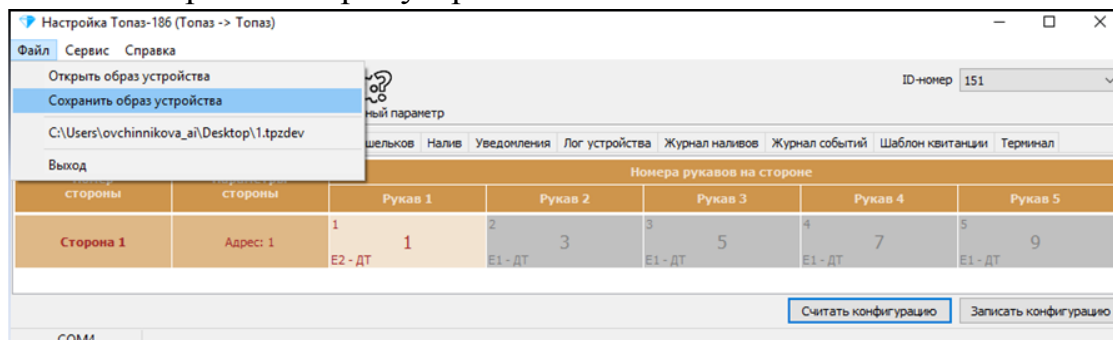 Настройка Топаз-186 (Топаз -> Топаз)
Файл Сервис Справка
Открыть образ устройства
Сохранить образ устройства
C:\Users\ovchinnikova_ai\Desktop\1.tpzdev
Выход
ID-номер 151
ный параметр
шельков Налив Уведомления Лог устройства Журнал наливов Журнал событий Шаблон квитанции Терминал
Номера рукавов на стороне
стороны стороны Рукав 1 Рукав 2 Рукав 3 Рукав 4 Рукав 5
Сторона 1 Адрес: 1
1 2 3 4 5
1 3 5 7 9
Е2 - ДТ Е1 - ДТ Е1 - ДТ Е1 - ДТ Е1 - ДТ
Считать конфигурацию Записать конфигурацию
COM4